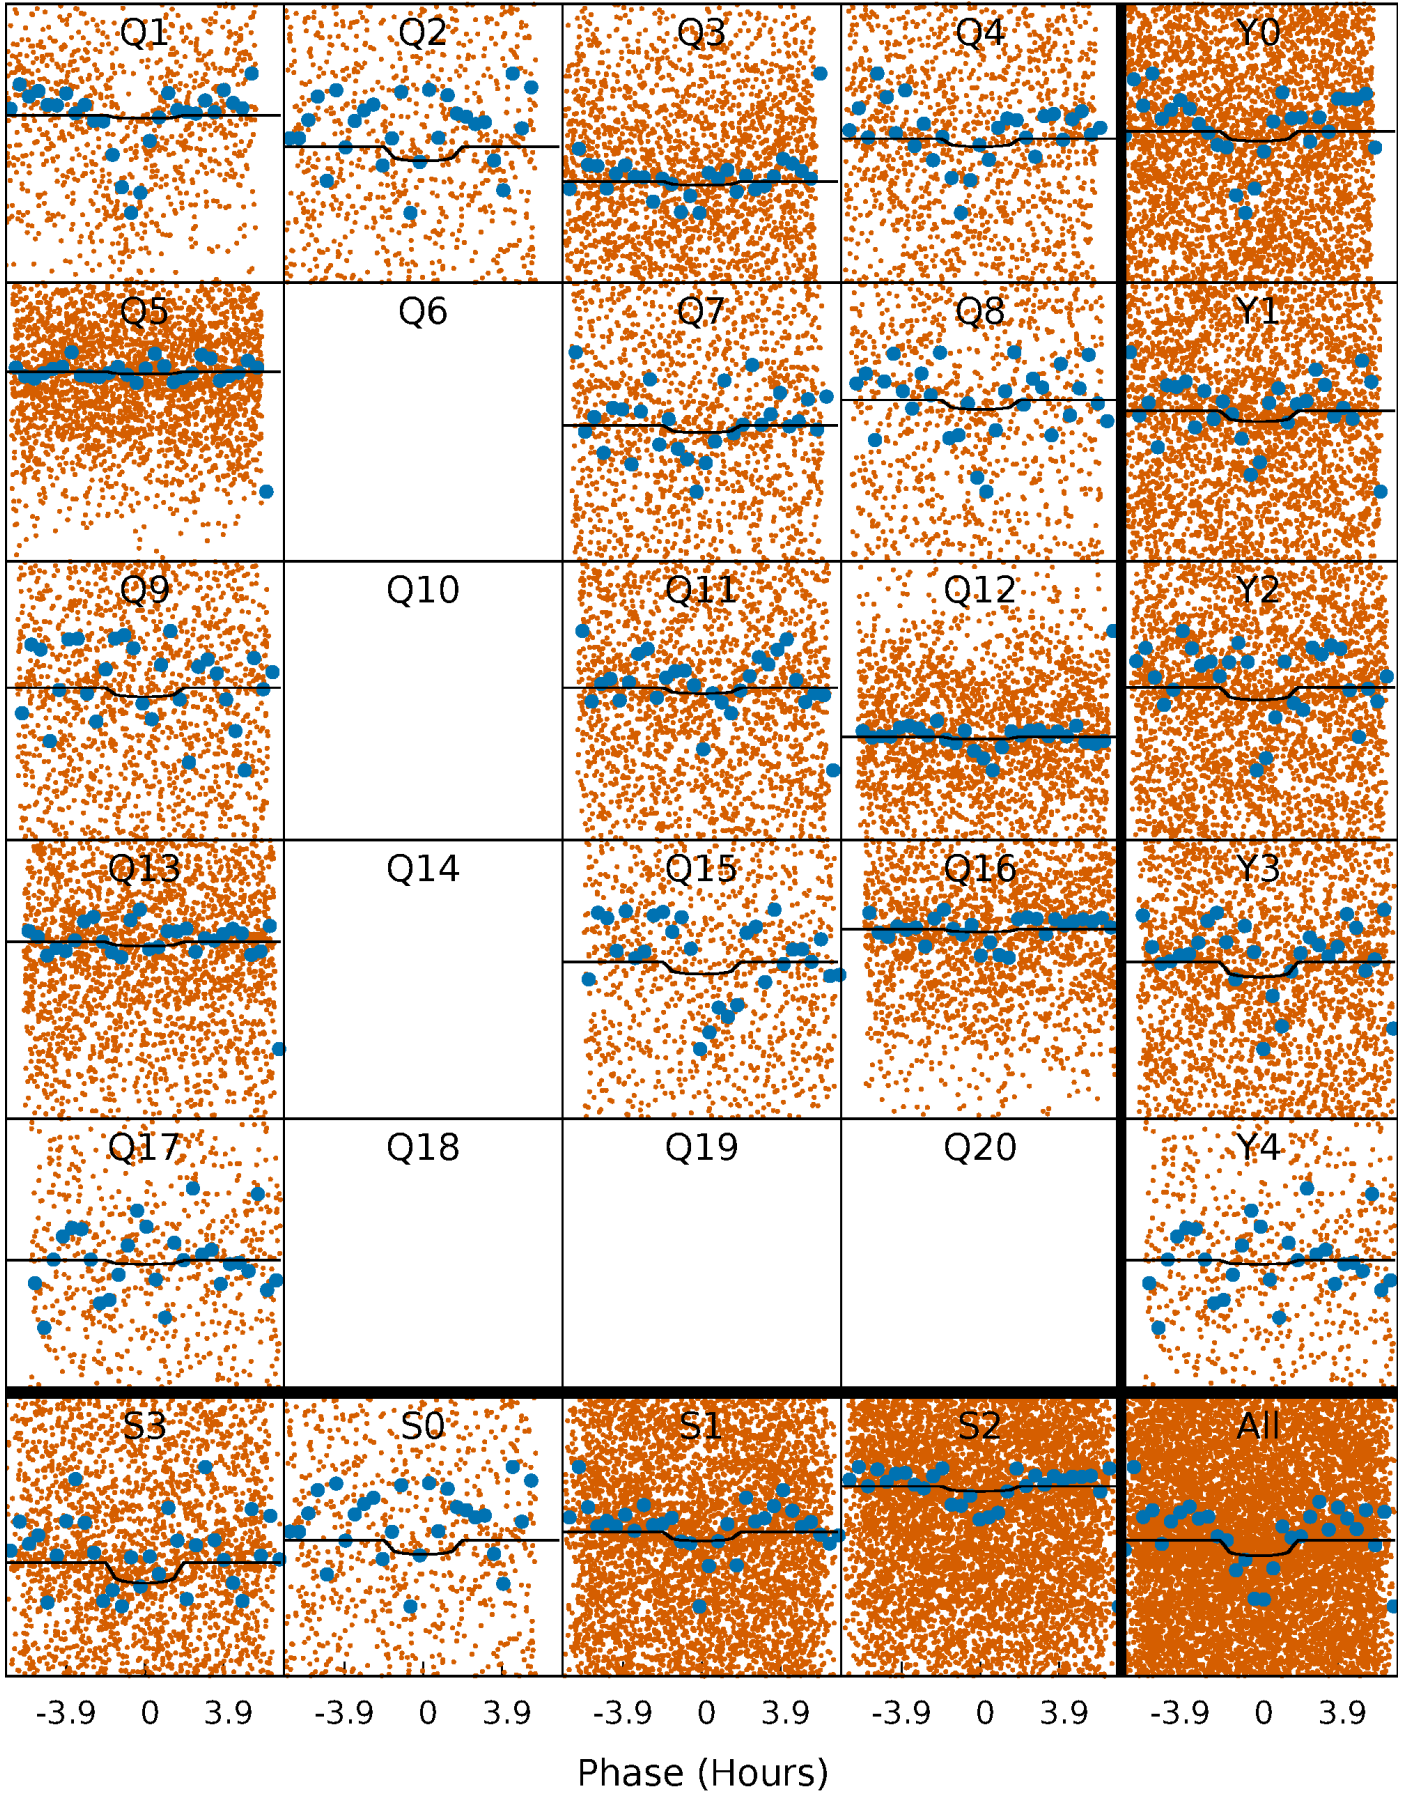 Q1 Q2 Q3 Q4 Y0
Q5 Q6 Q7 Q8 Y1
Q9 Q10 Q11 Q12 Y2
Q13 Q14 Q15 Q16 Y3
Q17 Q18 Q19 Q20 Y4
S3 S0 S1 S2 All
-3.9 0 3.9 -3.9 0 3.9 -3.9 0 3.9 -3.9 0 3.9 -3.9 0 3.9
Phase (Hours)